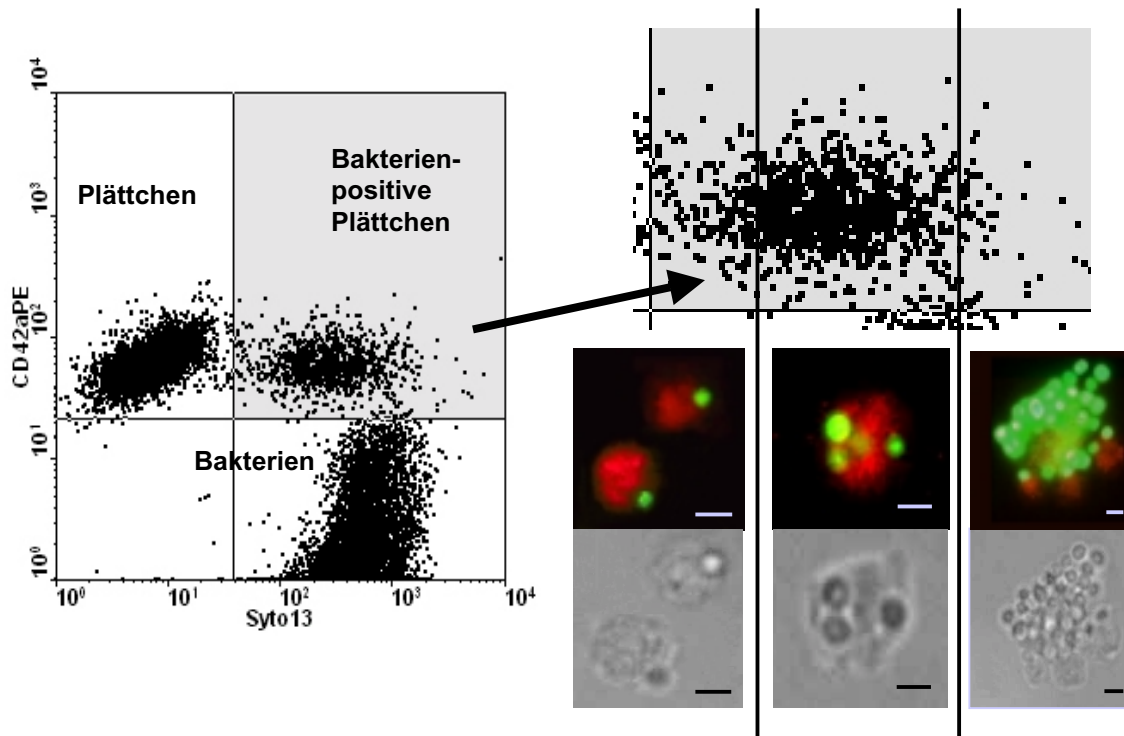 10⁴
10³
10²
10¹
10⁰
CD42aPE
Plättchen
Bakterien-
positive
Plättchen
Bakterien
10⁰ 10¹ 10² 10³ 10⁴
Syto13